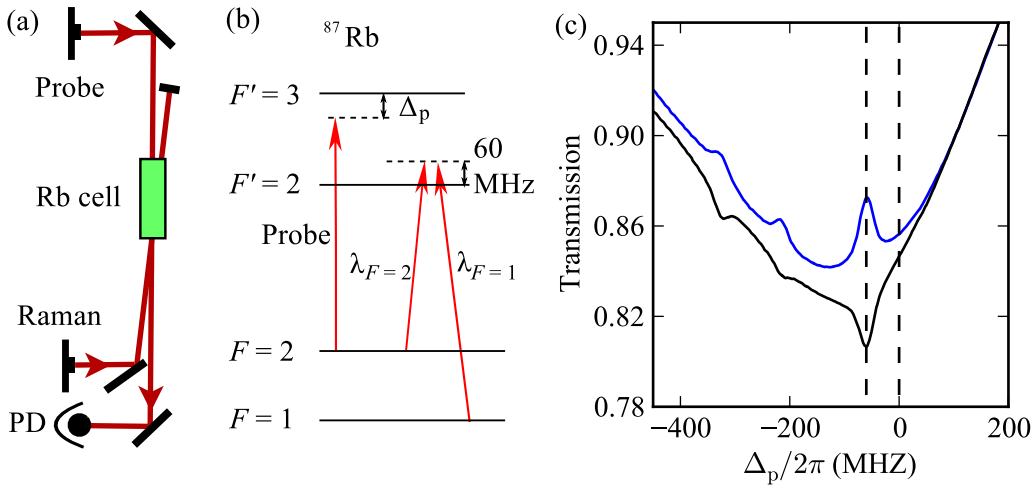 (a)
Probe
Rb cell
Raman
PD
(b)
⁸⁷Rb
F′ = 3
Δₚ
60
MHz
F′ = 2
Probe
λF=2
λF=1
F = 2
F = 1
(c)
0.94
0.90
0.86
0.82
0.78
Transmission
−400
−200
0
200
Δₚ/2π (MHZ)